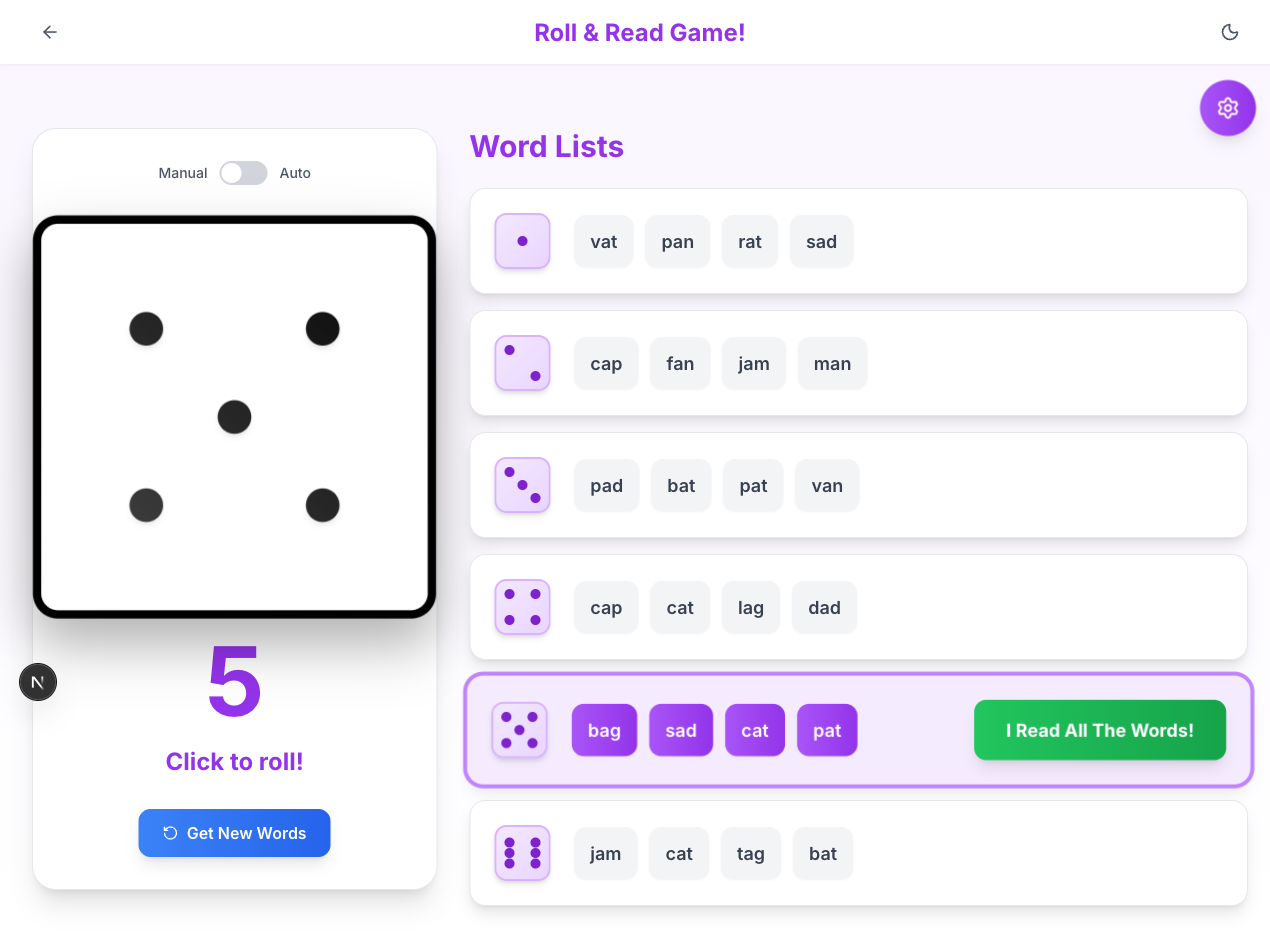 Roll & Read Game!
Manual Auto
5
Click to roll!
Get New Words
N
Word Lists
vat pan rat sad
cap fan jam man
pad bat pat van
cap cat lag dad
bag sad cat pat I Read All The Words!
jam cat tag bat